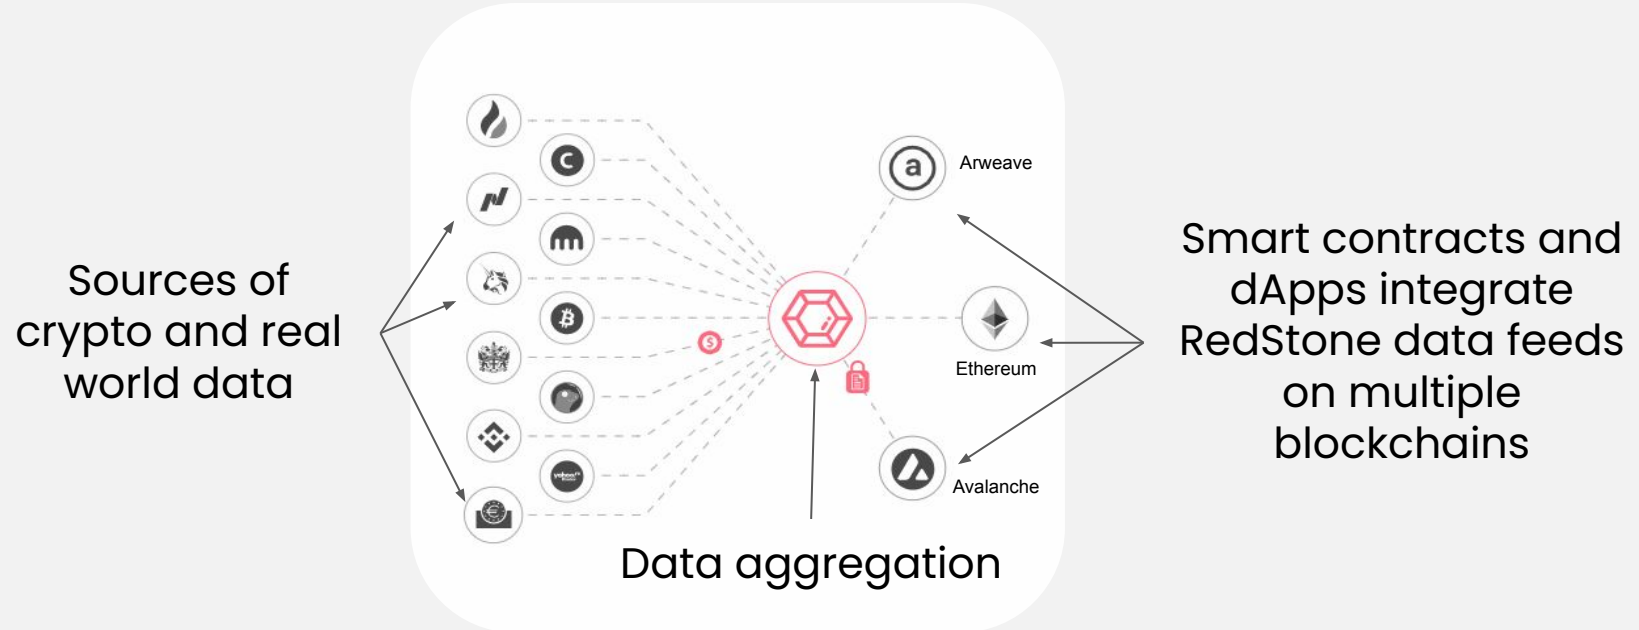 Sources of
crypto and real
world data
Arweave
Ethereum
Avalanche
Data aggregation
Smart contracts and
dApps integrate
RedStone data feeds
on multiple
blockchains